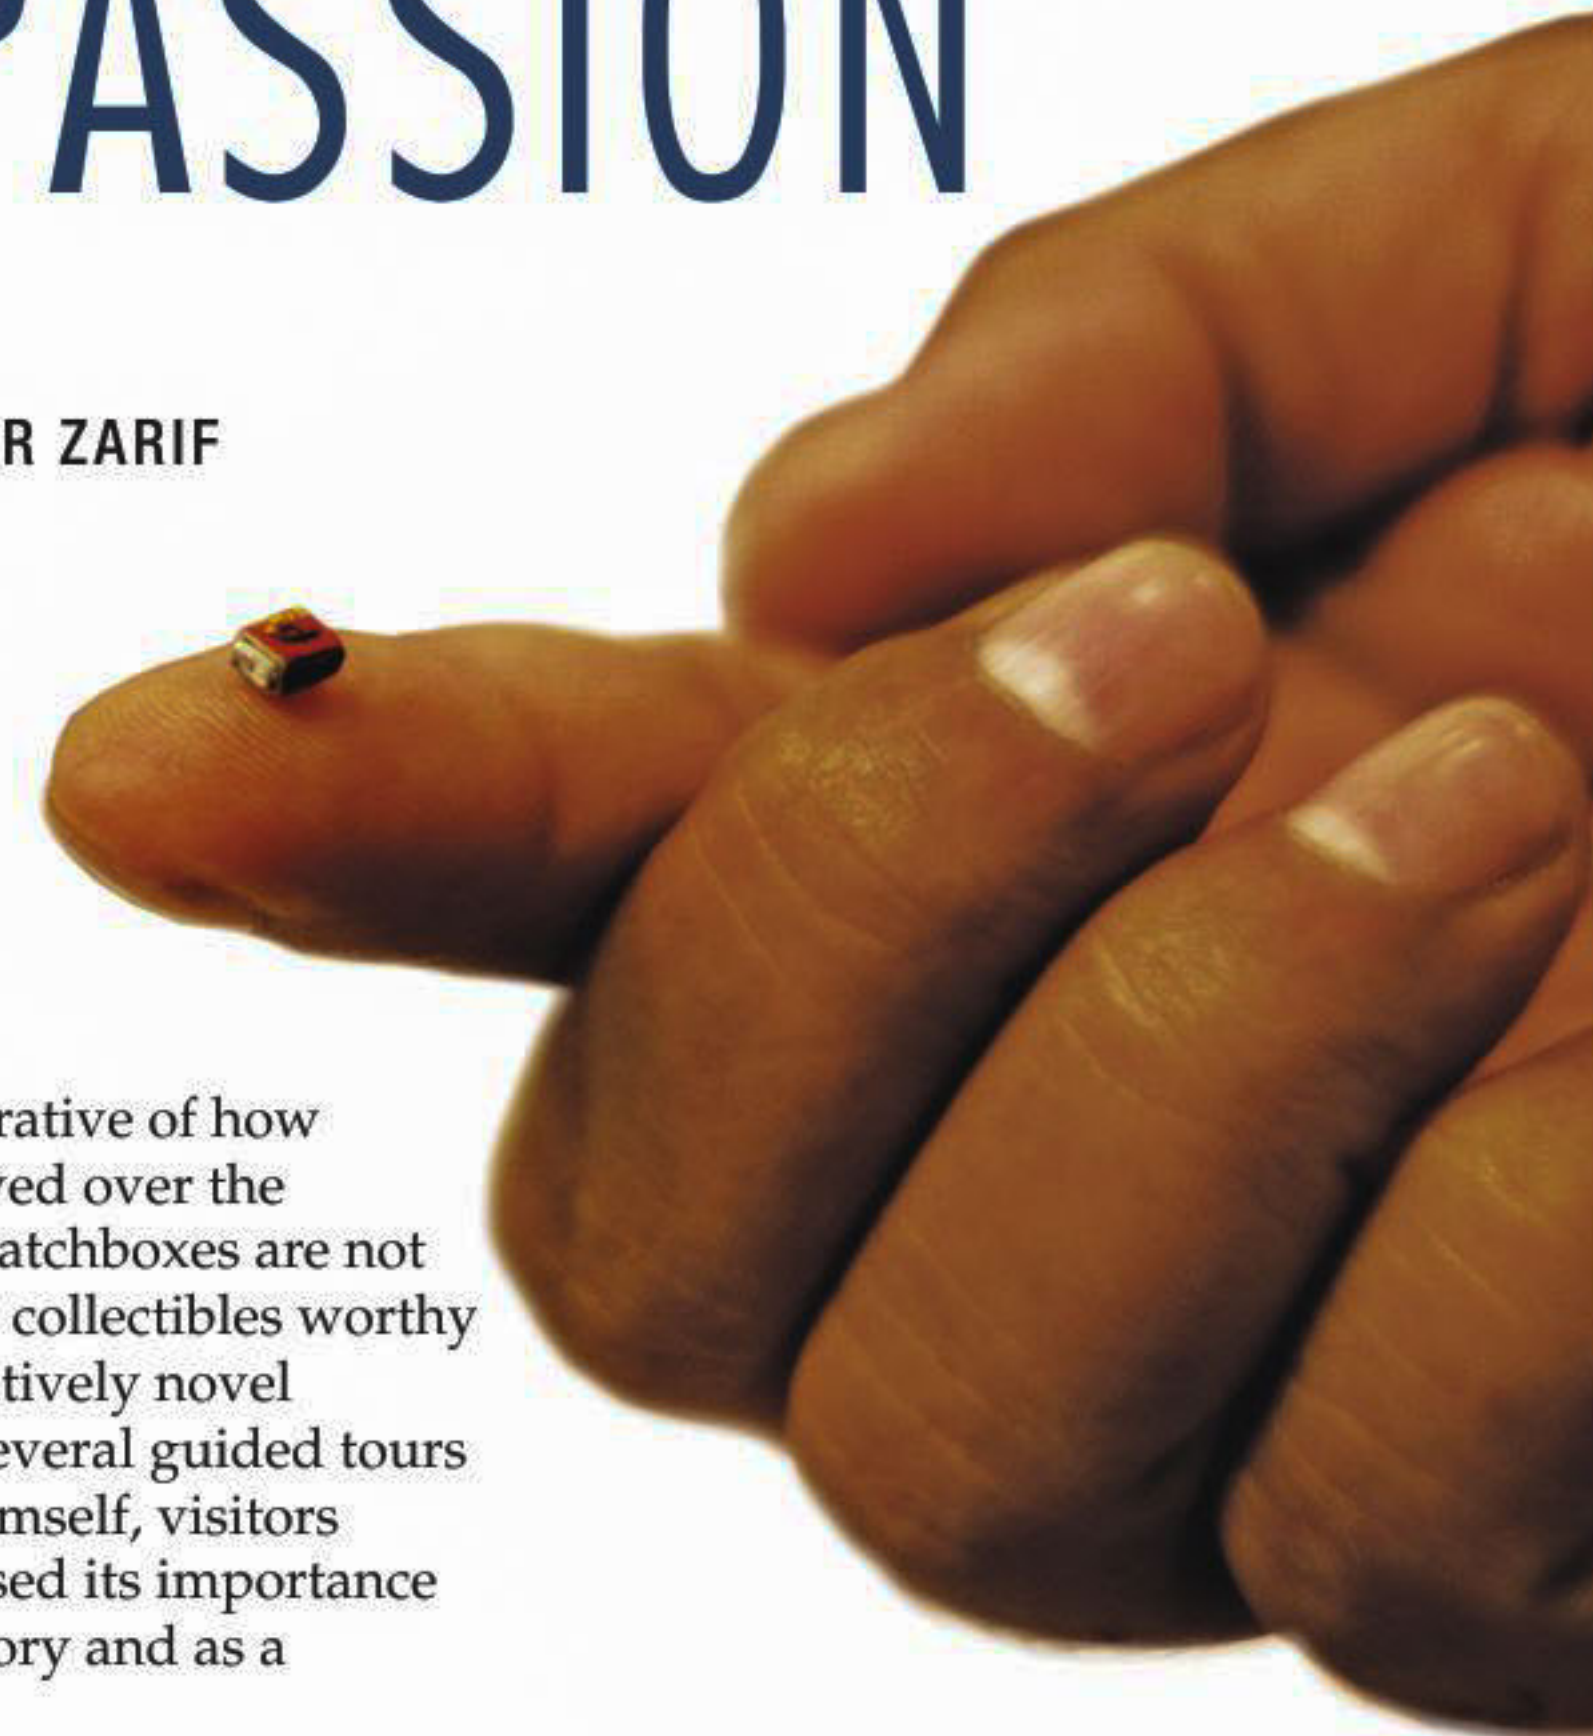 PASSION
R ZARIF
rative of how
ved over the
atchboxes are not
collectibles worthy
tively novel
everal guided tours
mself, visitors
sed its importance
ory and as a